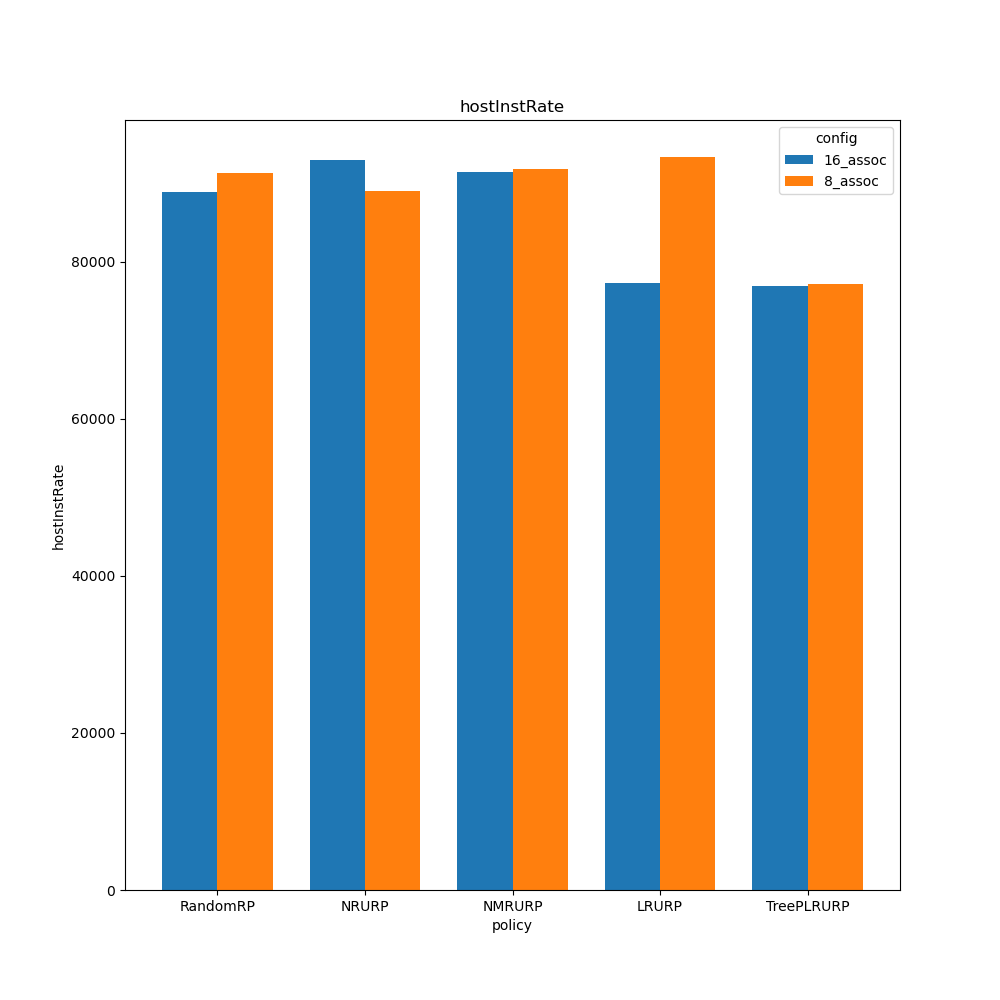 hostInstRate
config
16_assoc
8_assoc
80000
60000
40000
20000
0
hostInstRate
RandomRP NRURP NMRURP LRURP TreePLRURP
policy